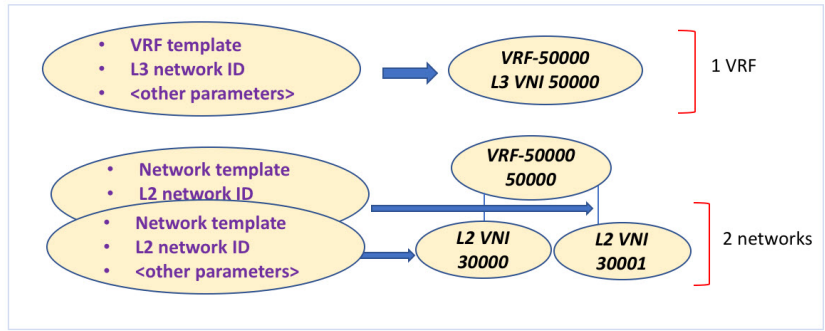 • VRF template
• L3 network ID
• <other parameters>
VRF-50000
L3 VNI 50000
1 VRF
• Network template
• L2 network ID
VRF-50000
50000
• Network template
• L2 network ID
• <other parameters>
L2 VNI
30000
L2 VNI
30001
2 networks